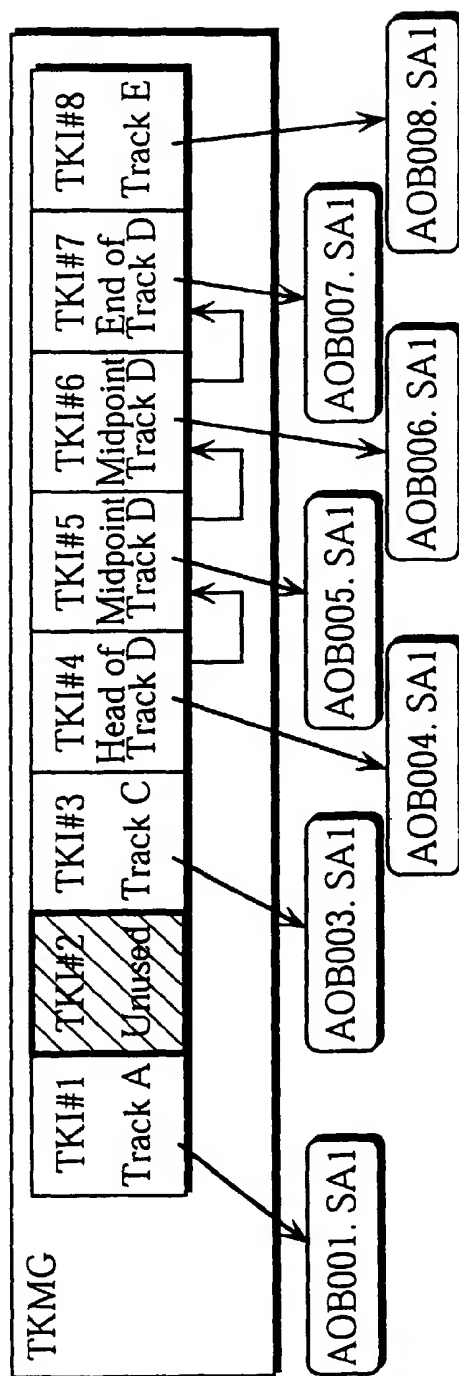 TKMG
TKI#1
Track A
TKI#2
Unused
TKI#3
Track C
TKI#4
Head of
Track D
TKI#5
Midpoint
Track D
TKI#6
Midpoint
Track D
TKI#7
End of
Track D
TKI#8
Track E
AOB001. SA1
AOB003. SA1
AOB004. SA1
AOB005. SA1
AOB006. SA1
AOB007. SA1
AOB008. SA1